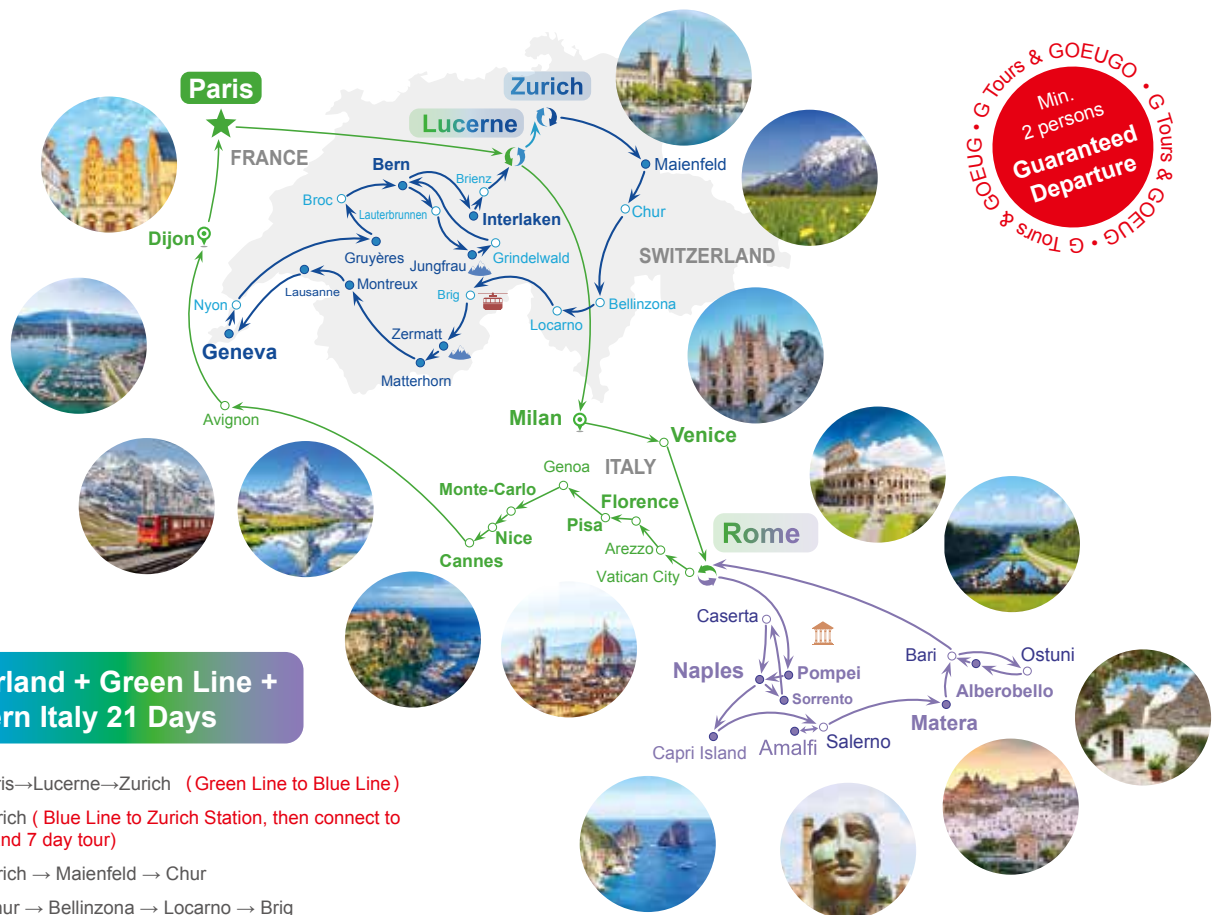 Paris
Zurich
Lucerne
FRANCE
Bern
Brienz
Maienfeld
Broc
Lauterbrunnen
Interlaken
Chur
Dijon
Gruyères
Jungfrau
Grindelwald
SWITZERLAND
Nyon
Lausanne
Montreux
Brig
Locarno
Bellinzona
Geneva
Zermatt
Matterhorn
Avignon
Milan
Venice
Genoa
ITALY
Monte-Carlo
Florence
Pisa
Nice
Cannes
Arezzo
Rome
Vatican City
Caserta
Naples
Pompei
Sorrento
Bari
Ostuni
Alberobello
Matera
Capri Island
Amalfi
Salerno
G Tours & GOEUGO • G Tours & GOEUG • G Tours & GOEUG •
Min.
2 persons
Guaranteed
Departure
rland + Green Line +
ern Italy 21 Days
ris→Lucerne→Zurich (Green Line to Blue Line)
rich ( Blue Line to Zurich Station, then connect to
nd 7 day tour)
rich → Maienfeld → Chur
hur → Bellinzona → Locarno → Brig